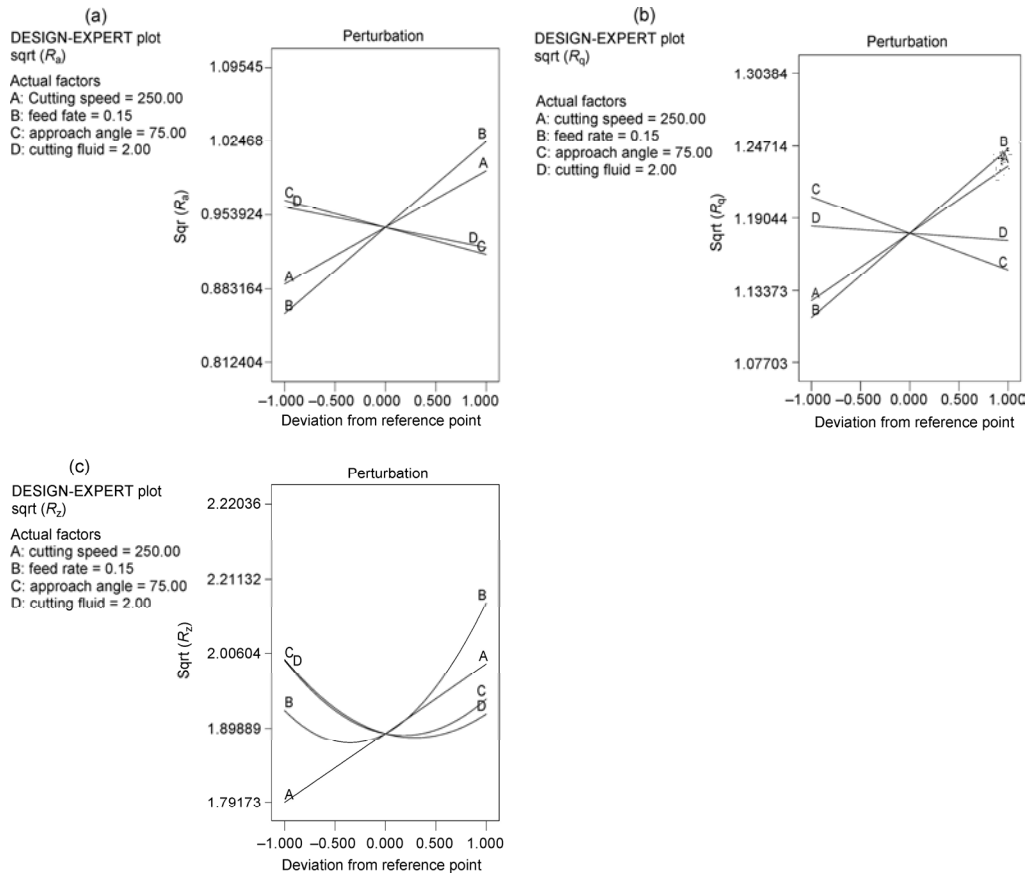 (a)
DESIGN-EXPERT plot
sqrt (Ra)
Actual factors
A: Cutting speed = 250.00
B: feed fate = 0.15
C: approach angle = 75.00
D: cutting fluid = 2.00
Perturbation
1.09545
1.02468
0.953924
0.883164
0.812404
Sqr (Ra)
C
D
A
B
B
A
D
C
−1.000
−0.500
0.000
0.500
1.000
Deviation from reference point
(b)
DESIGN-EXPERT plot
sqrt (Rq)
Actual factors
A: cutting speed = 250.00
B: feed rate = 0.15
C: approach angle = 75.00
D: cutting fluid = 2.00
Perturbation
1.30384
1.24714
1.19044
1.13373
1.07703
Sqrt (Rq)
C
D
A
B
B
A
D
C
−1.000
−0.500
0.000
0.500
1.000
Deviation from reference point
(c)
DESIGN-EXPERT plot
sqrt (Rz)
Actual factors
A: cutting speed = 250.00
B: feed rate = 0.15
C: approach angle = 75.00
D: cutting fluid = 2.00
Perturbation
2.22036
2.21132
2.00604
1.89889
1.79173
Sqrt (Rz)
C
D
B
A
B
A
C
D
−1.000
−0.500
0.000
0.500
1.000
Deviation from reference point